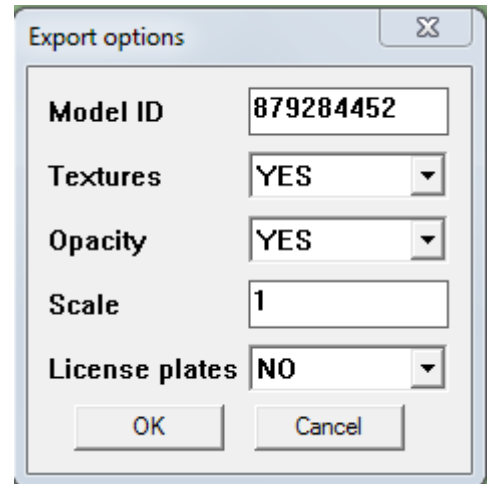 Export options
Model ID 879284452
Textures YES
Opacity YES
Scale 1
License plates NO
OK Cancel